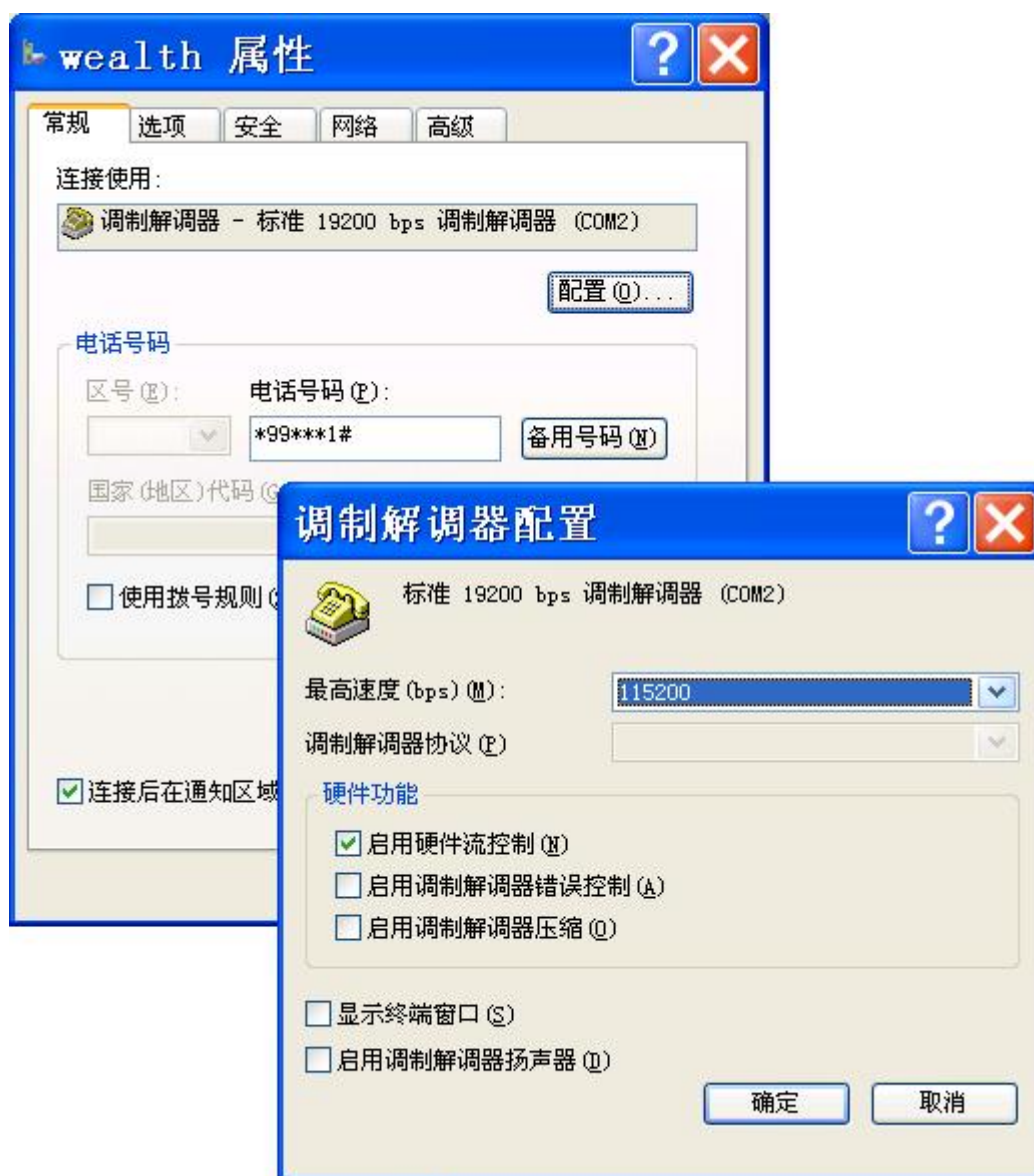 wealth 属性
常规 选项 安全 网络 高级
连接使用:
调制解调器 - 标准 19200 bps 调制解调器 (COM2)
配置(O)...
电话号码
区号(E): 电话号码(P):
*99***1# 备用号码(N)
国家(地区)代码(G
使用拨号规则(
连接后在通知区域
调制解调器配置
标准 19200 bps 调制解调器 (COM2)
最高速度(bps)(M): 115200
调制解调器协议(P)
硬件功能
启用硬件流控制(N)
启用调制解调器错误控制(A)
启用调制解调器压缩(O)
显示终端窗口(S)
启用调制解调器扬声器(D)
确定 取消